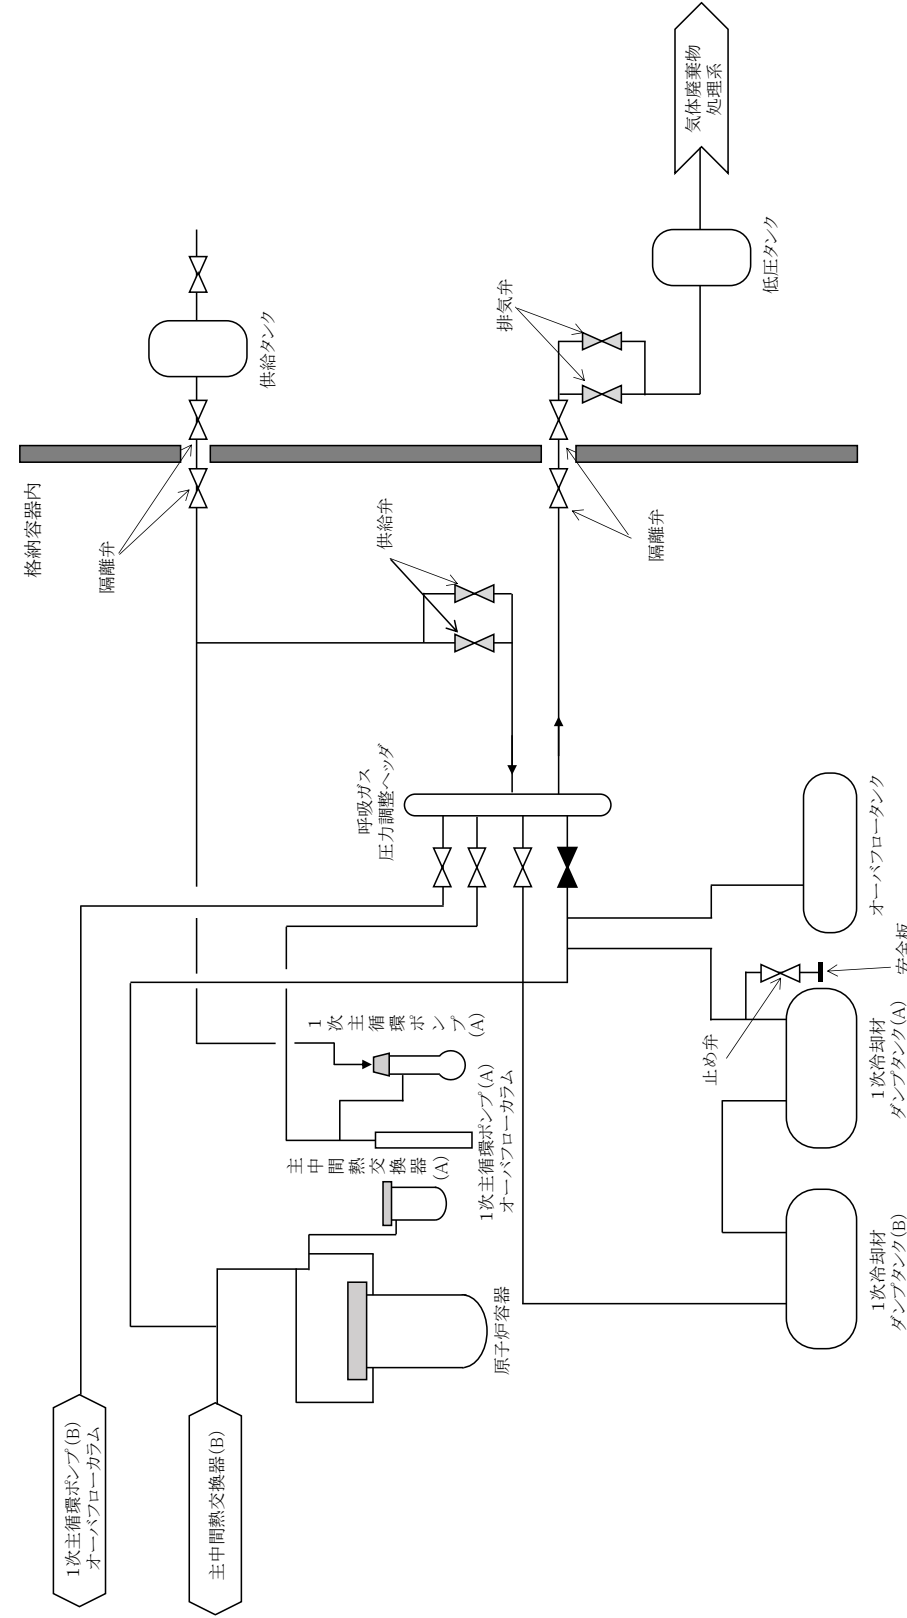 1次主循環ポンプ(B)
オーバフローカラム
主中間熱交換器(B)
原子炉容器
主中間熱交換器(A)
1次主循環ポンプ(A)
オーバフローカラム
1次主循環ポンプ(A)
格納容器内
隔離弁
供給タンク
供給弁
呼吸ガス
圧力調整ヘッダ
隔離弁
排気弁
低圧タンク
気体廃棄物
処理系
オーバフロータンク
安全板
止め弁
1次冷却材
ダンプタンク(A)
1次冷却材
ダンプタンク(B)